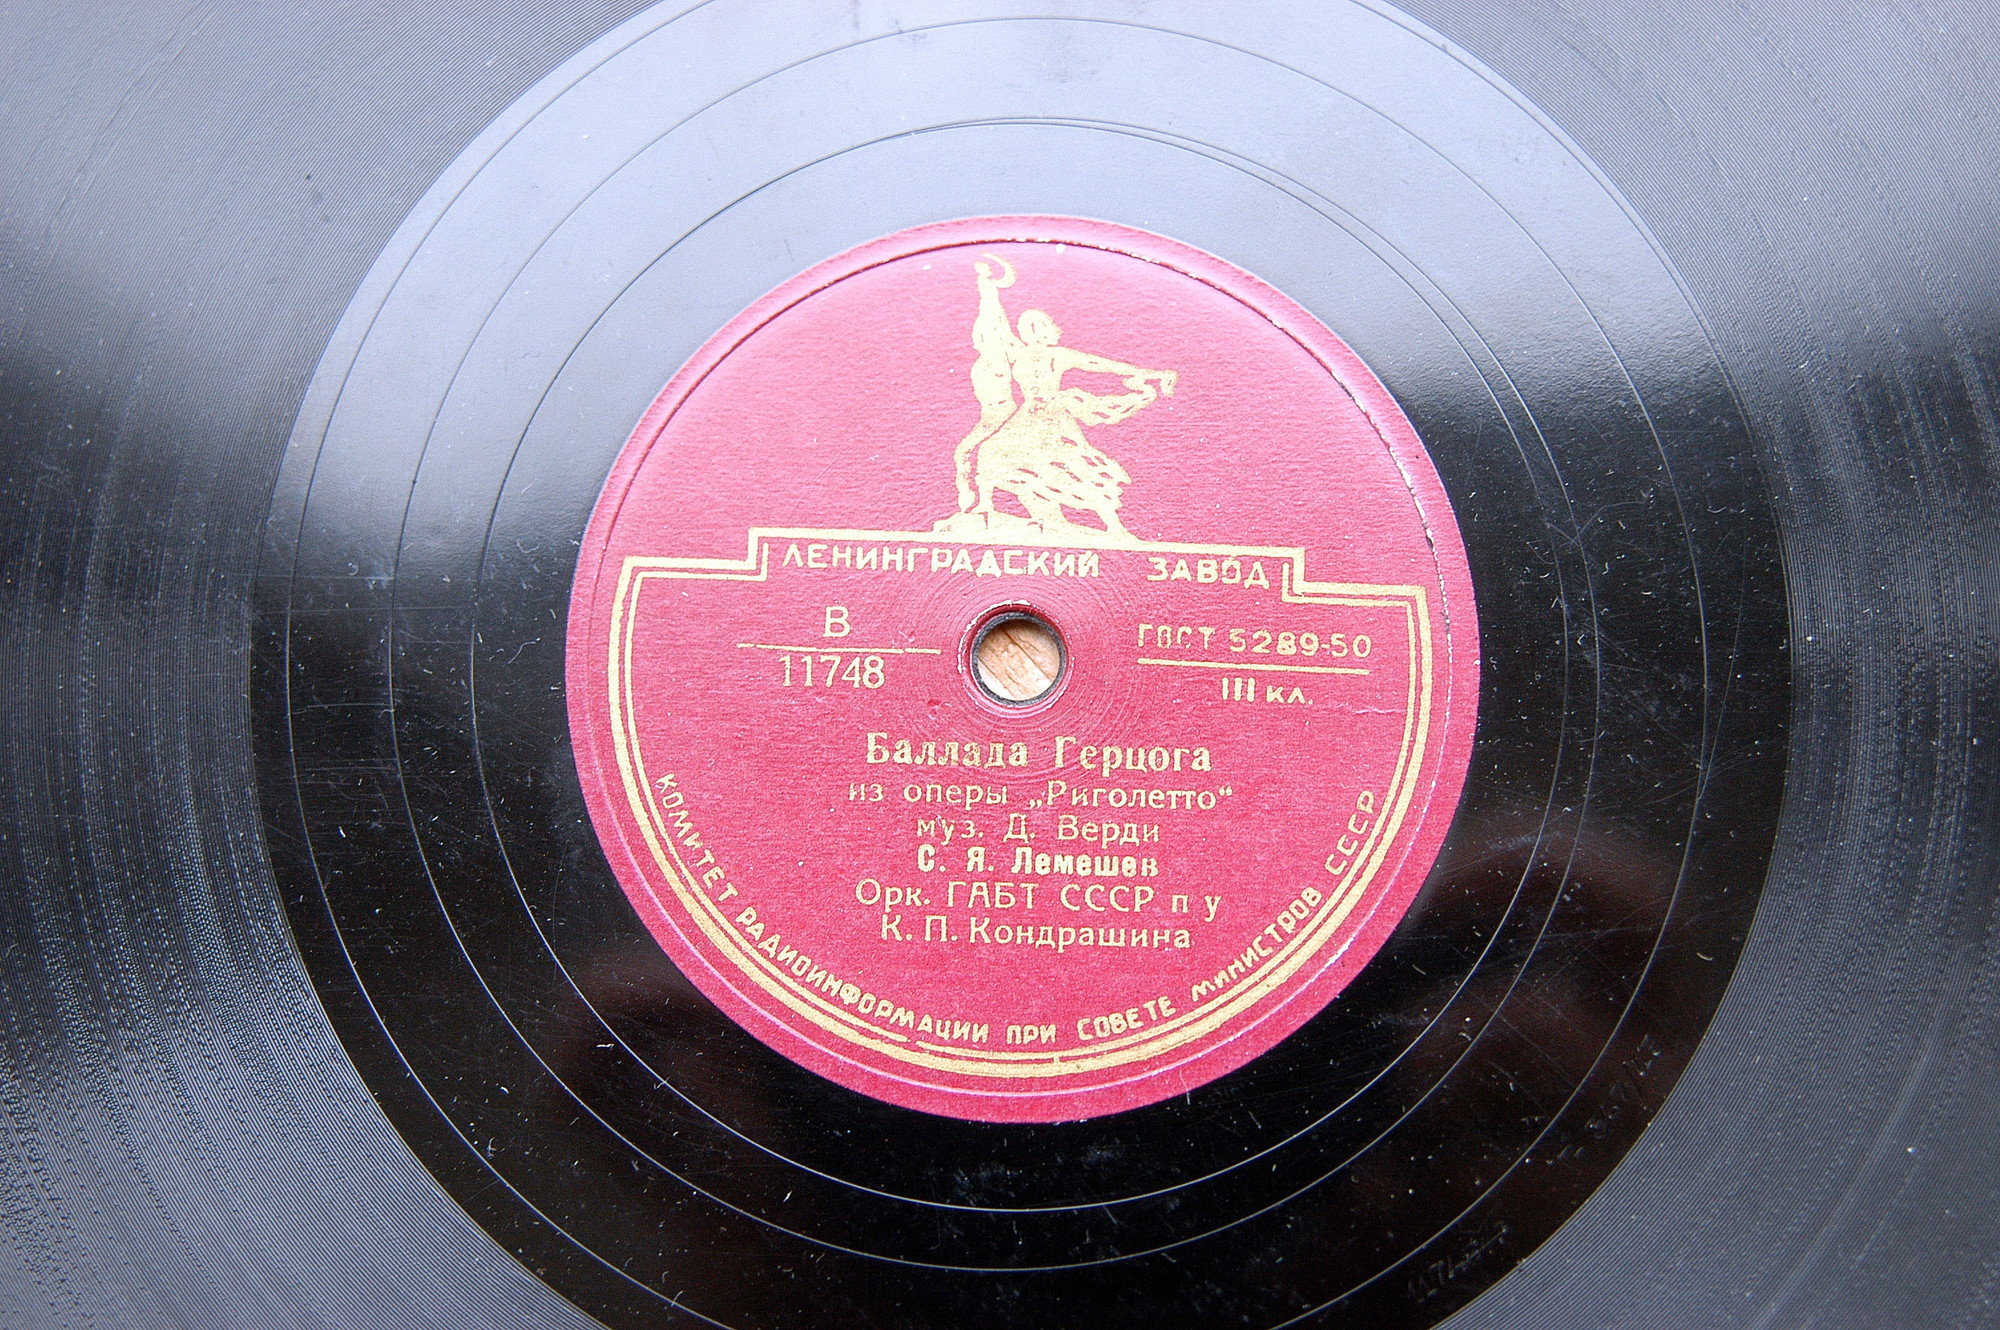 ЛЕНИНГРАДСКИЙ ЗАВОД
В
11748
ГОСТ 5289-50
III кл.
Баллада Герцога
из оперы „Риголетто“
муз. Д. Верди
С. Я. Лемешев
Орк. ГАБТ СССР п у
К. П. Кондрашина
КОМИТЕТ РАДИОИНФОРМАЦИИ ПРИ СОВЕТЕ МИНИСТРОВ СССР